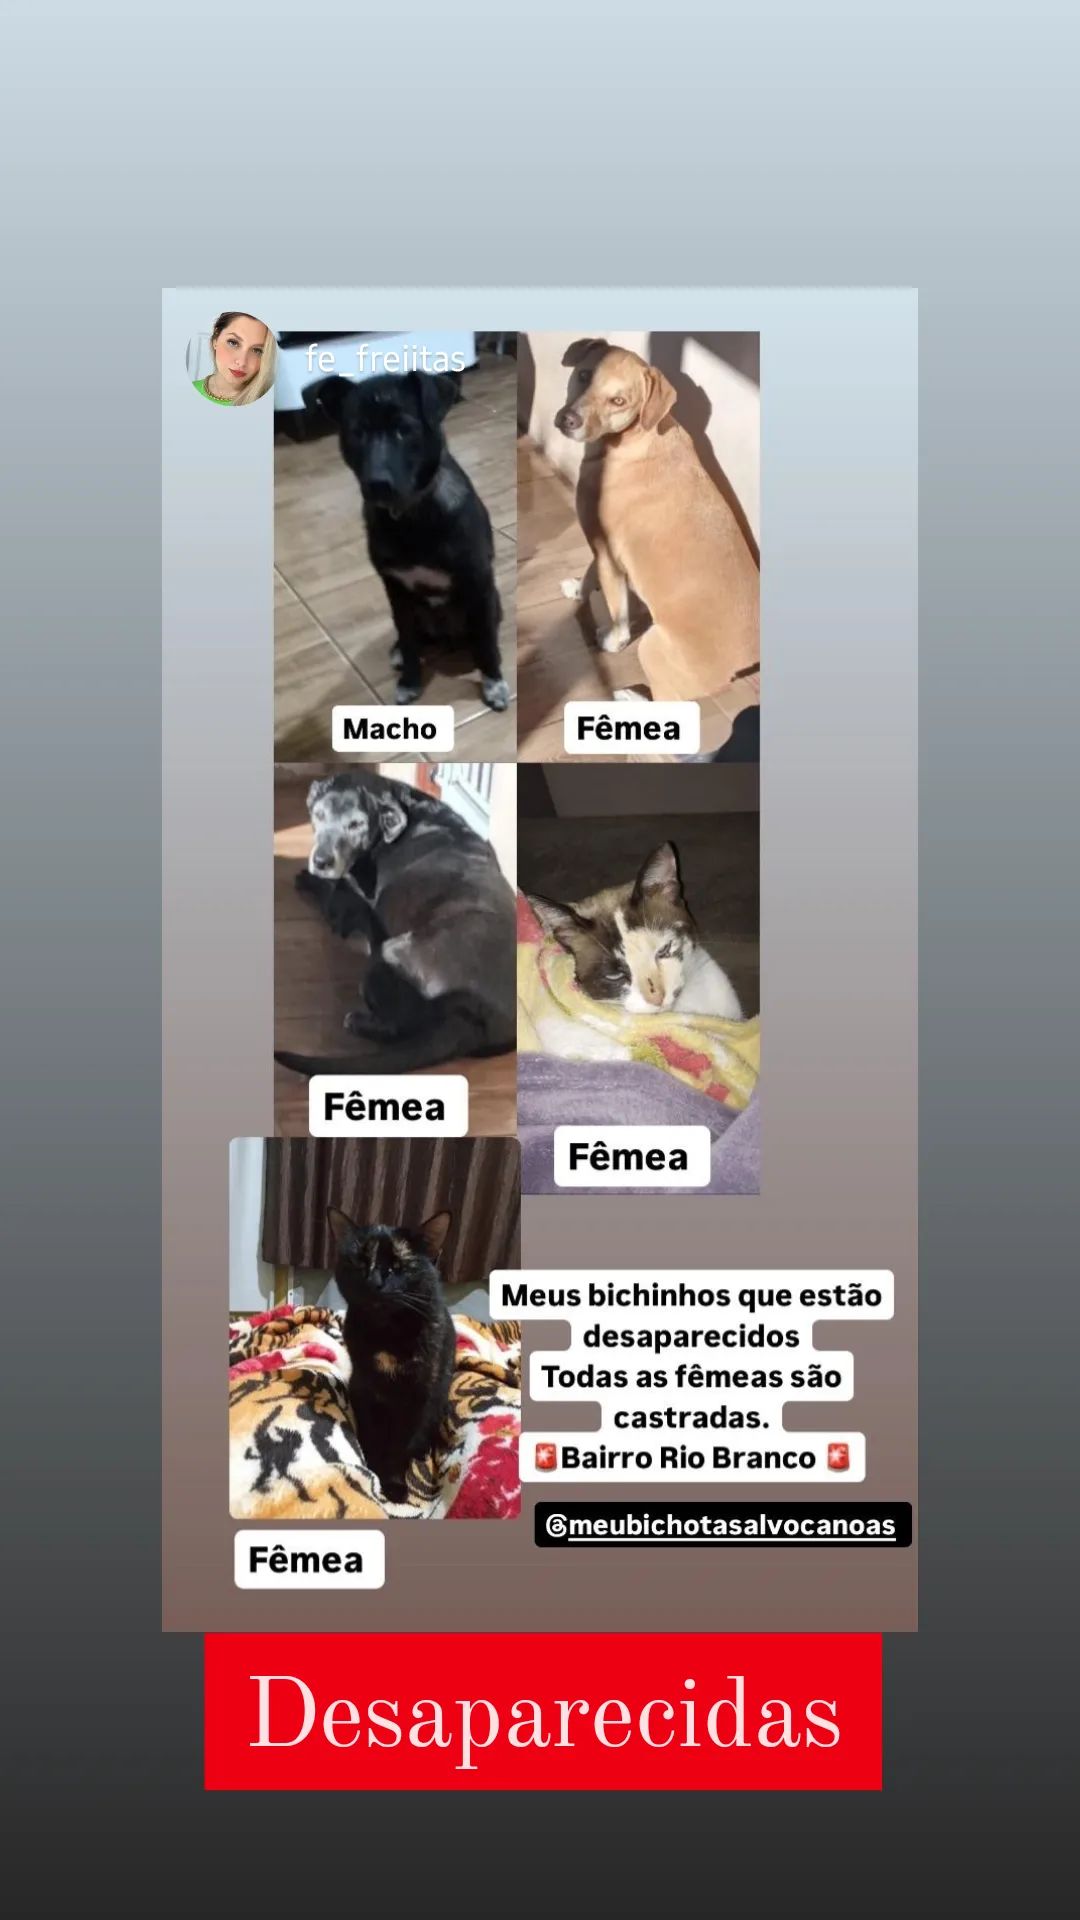 fe_freiitas
Macho
Fêmea
Fêmea
Fêmea
Fêmea
Meus bichinhos que estão
desaparecidos
Todas as fêmeas são
castradas.
🚨Bairro Rio Branco 🚨
@meubichotasalvocanoas
Desaparecidas